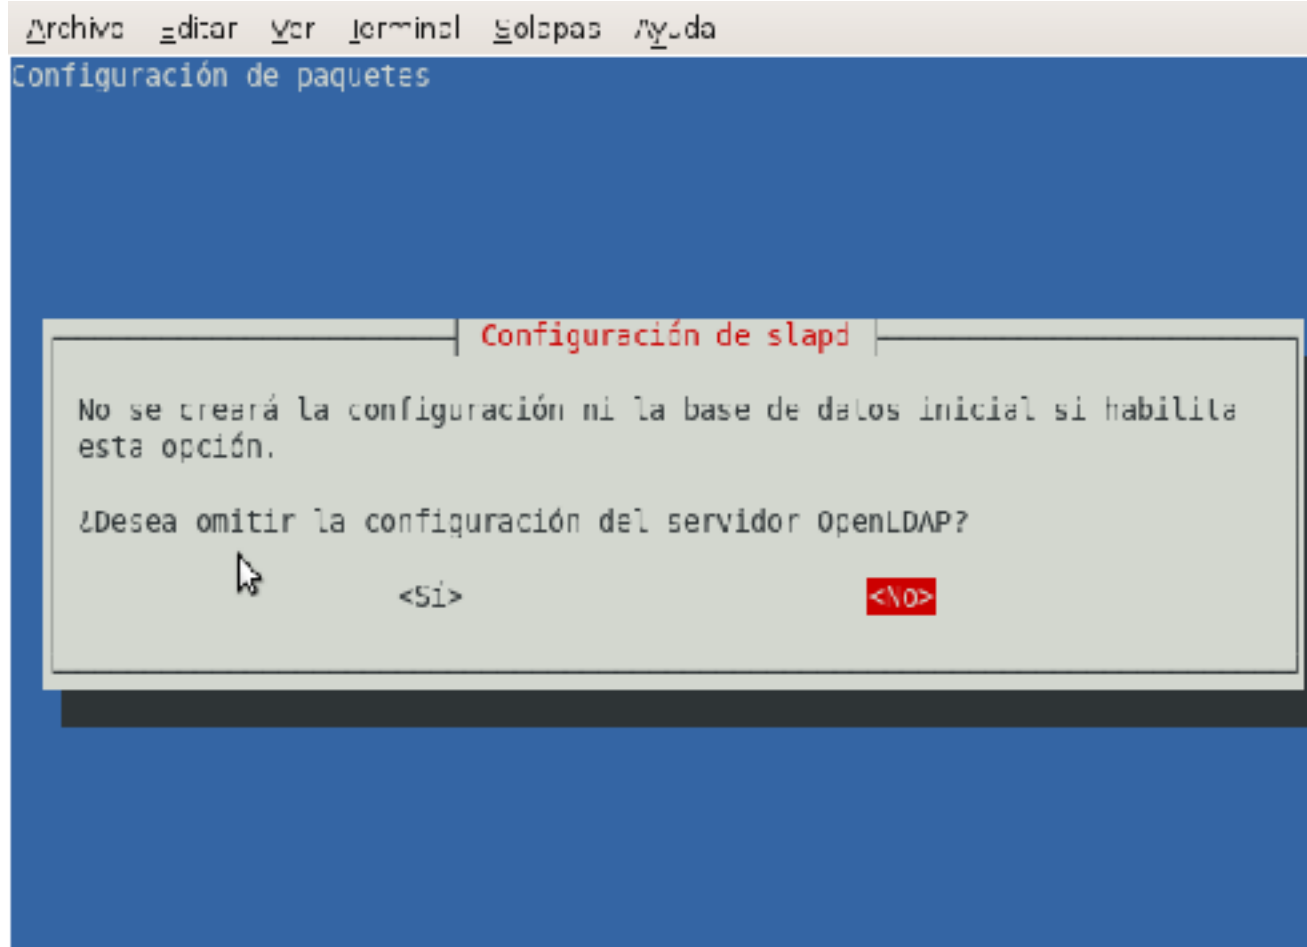 Archivo Editar Ver Terminal Solapas Ayuda
Configuración de paquetes
Configuración de slapd
No se creará la configuración ni la base de datos inicial si habilita
esta opción.
¿Desea omitir la configuración del servidor OpenLDAP?
<Sí> <No>